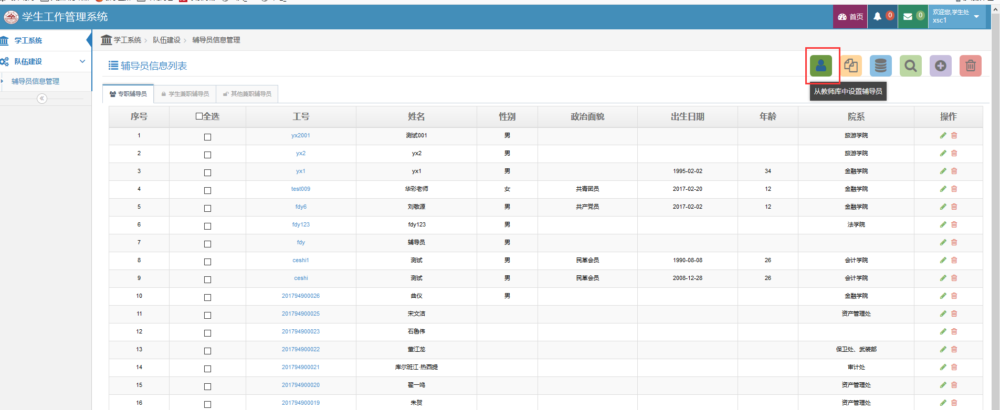 学生工作管理系统
首页
0
0
欢迎您,学生处
xsc1
学工系统
队伍建设
辅导员信息管理
学工系统 队伍建设 辅导员信息管理
辅导员信息列表
从教师库中设置辅导员
专职辅导员 学生兼职辅导员 其他兼职辅导员
序号 全选 工号 姓名 性别 政治面貌 出生日期 年龄 院系 操作
1 yx2001 测试001 男 旅游学院
2 yx2 yx2 男 旅游学院
3 yx1 yx1 男 1995-02-02 34 金融学院
4 test009 华彩老师 女 共青团员 2017-02-20 12 金融学院
5 fdy6 刘敬源 男 共产党员 2017-02-02 12 金融学院
6 fdy123 fdy123 男 法学院
7 fdy 辅导员 男
8 ceshi1 测试 男 民革会员 1990-08-08 26 会计学院
9 ceshi 测试 男 民革会员 2008-12-28 26 会计学院
10 201794900026 曲仪 男 金融学院
11 201794900025 宋文洁 资产管理处
12 201794900023 石鲁伟
13 201794900022 董江龙 保卫处、武装部
14 201794900021 库尔班江·热西提 审计处
15 201794900020 翟一鸣 资产管理处
16 201794900019 朱贺 资产管理处